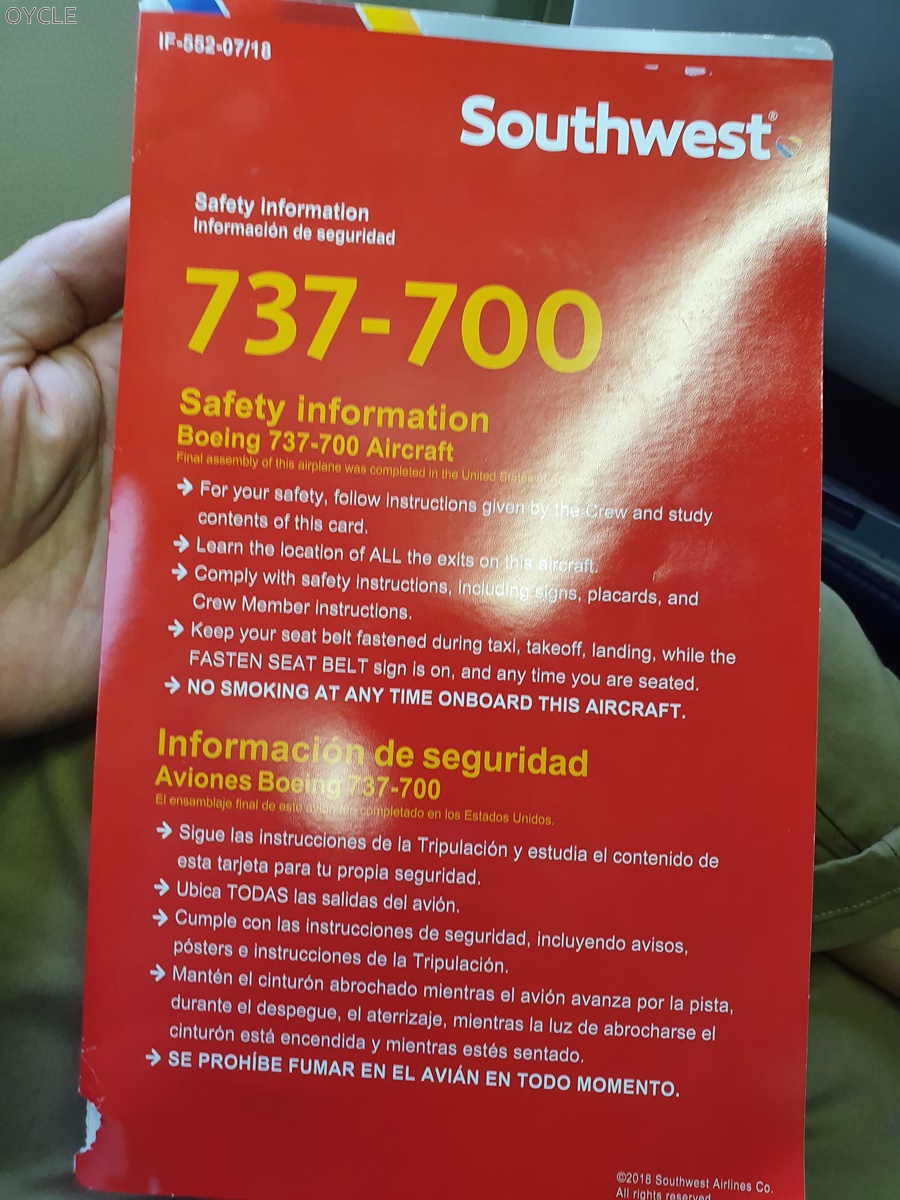 OYCLE
IF-552-07/18
Southwest®
Safety information
Información de seguridad
737-700
Safety information
Boeing 737-700 Aircraft
Final assembly of this airplane was completed in the United States of
→ For your safety, follow instructions given by the Crew and study
contents of this card.
→ Learn the location of ALL the exits on this aircraft.
→ Comply with safety instructions, including signs, placards, and
Crew Member instructions.
→ Keep your seat belt fastened during taxi, takeoff, landing, while the
FASTEN SEAT BELT sign is on, and any time you are seated.
→ NO SMOKING AT ANY TIME ONBOARD THIS AIRCRAFT.
Información de seguridad
Aviones Boeing 737-700
El ensamblaje final de este avión fue completado en los Estados Unidos.
→ Sigue las instrucciones de la Tripulación y estudia el contenido de
esta tarjeta para tu propia seguridad.
→ Ubica TODAS las salidas del avión.
→ Cumple con las instrucciones de seguridad, incluyendo avisos,
pósters e instrucciones de la Tripulación.
→ Mantén el cinturón abrochado mientras el avión avanza por la pista,
durante el despegue, el aterrizaje, mientras la luz de abrocharse el
cinturón está encendida y mientras estés sentado.
→ SE PROHÍBE FUMAR EN EL AVIÁN EN TODO MOMENTO.
©2018 Southwest Airlines Co.
All rights reserved